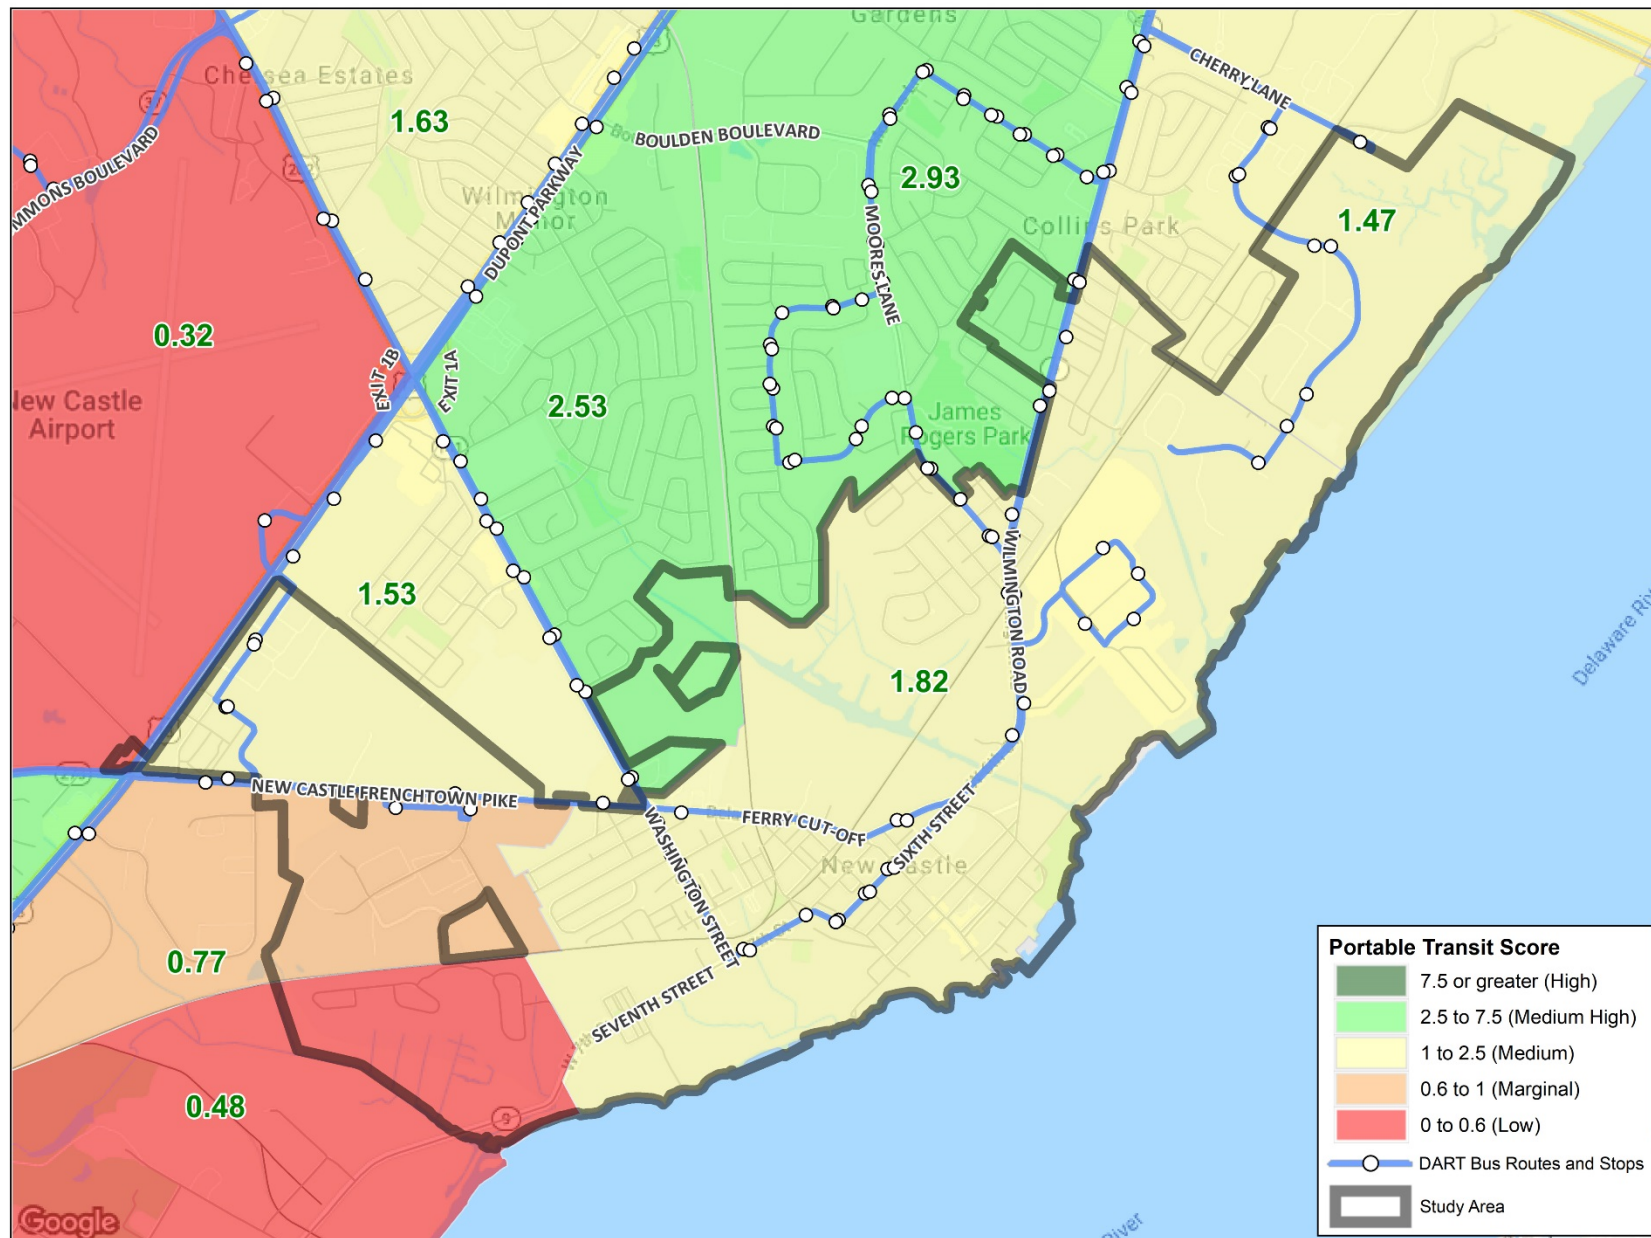 Gardens
Chelsea Estates
CHERRY LANE
37
1.63
BOULDEN BOULEVARD
MMONS BOULEVARD
2.93
Wilmington
Manor
DUPONT PARKWAY
1.47
Collins Park
MOORES LANE
0.32
EXIT 1B
EXIT 1A
New Castle
Airport
2.53
James
Rogers Park
1.53
WILMINGTON ROAD
Delaware Riv
1.82
NEW CASTLE FRENCHTOWN PIKE
FERRY CUT-OFF
SIXTH STREET
New Castle
WASHINGTON STREET
0.77
SEVENTH STREET
0.48
9
River
Google
Portable Transit Score
7.5 or greater (High)
2.5 to 7.5 (Medium High)
1 to 2.5 (Medium)
0.6 to 1 (Marginal)
0 to 0.6 (Low)
DART Bus Routes and Stops
Study Area